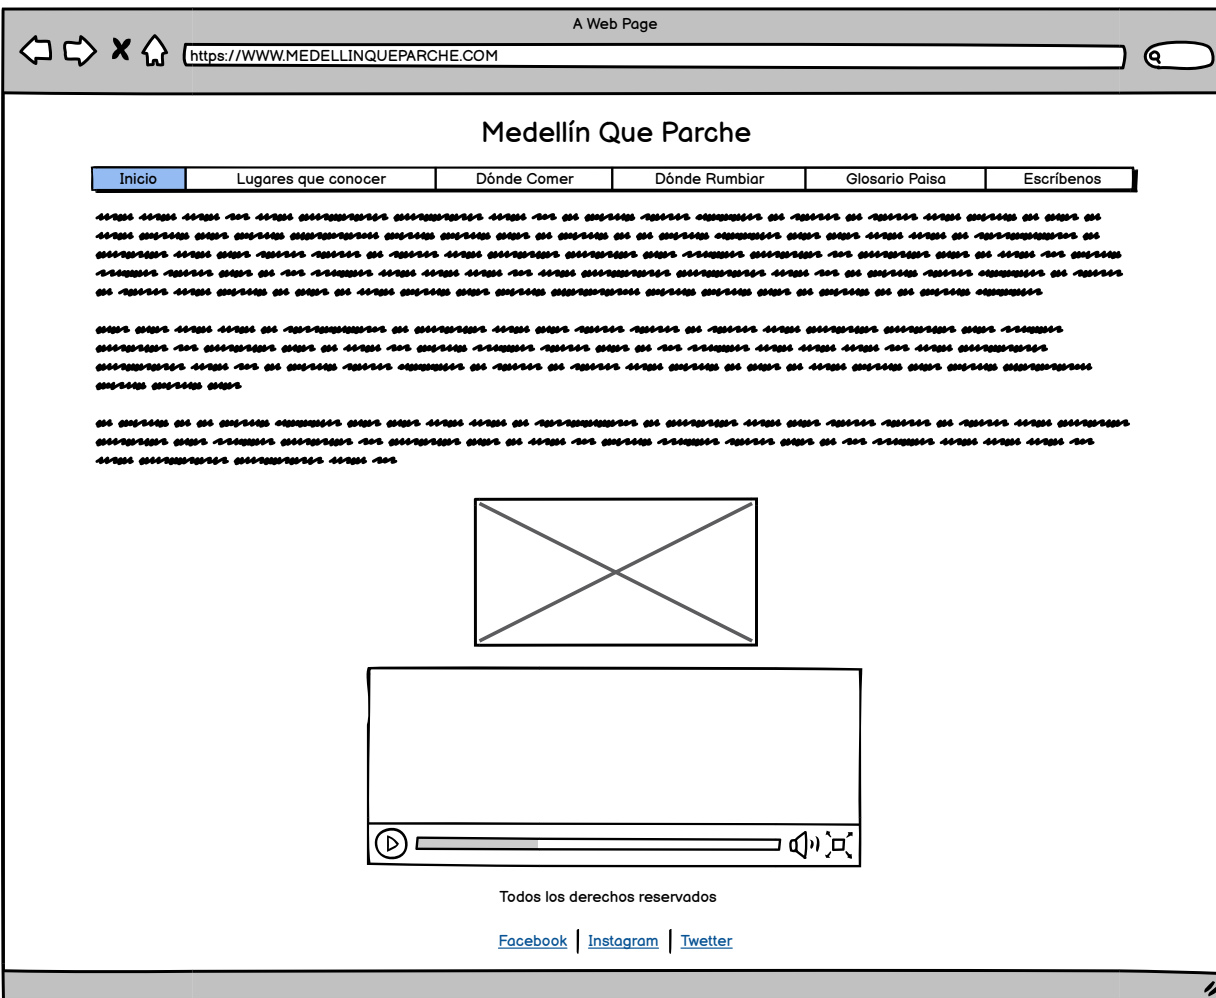 A Web Page
https://WWW.MEDELLINQUEPARCHE.COM
Medellín Que Parche
Inicio Lugares que conocer Dónde Comer Dónde Rumbiar Glosario Paisa Escríbenos
Todos los derechos reservados
Facebook Instagram Twetter